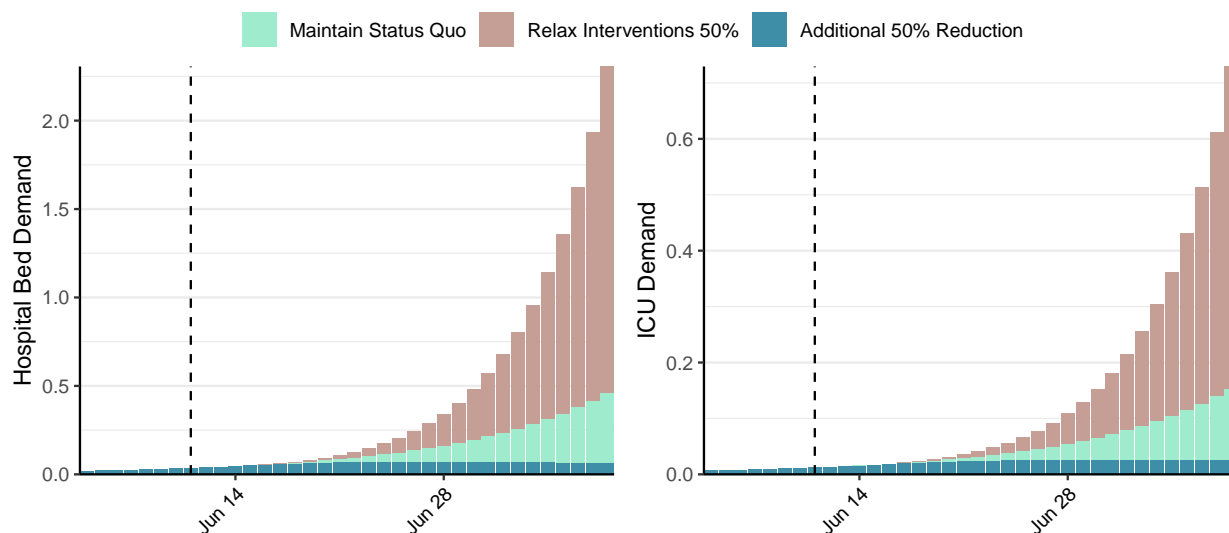 Maintain Status Quo Relax Interventions 50% Additional 50% Reduction
Hospital Bed Demand
2.0
1.5
1.0
0.5
0.0
Jun 14
Jun 28
ICU Demand
0.6
0.4
0.2
0.0
Jun 14
Jun 28